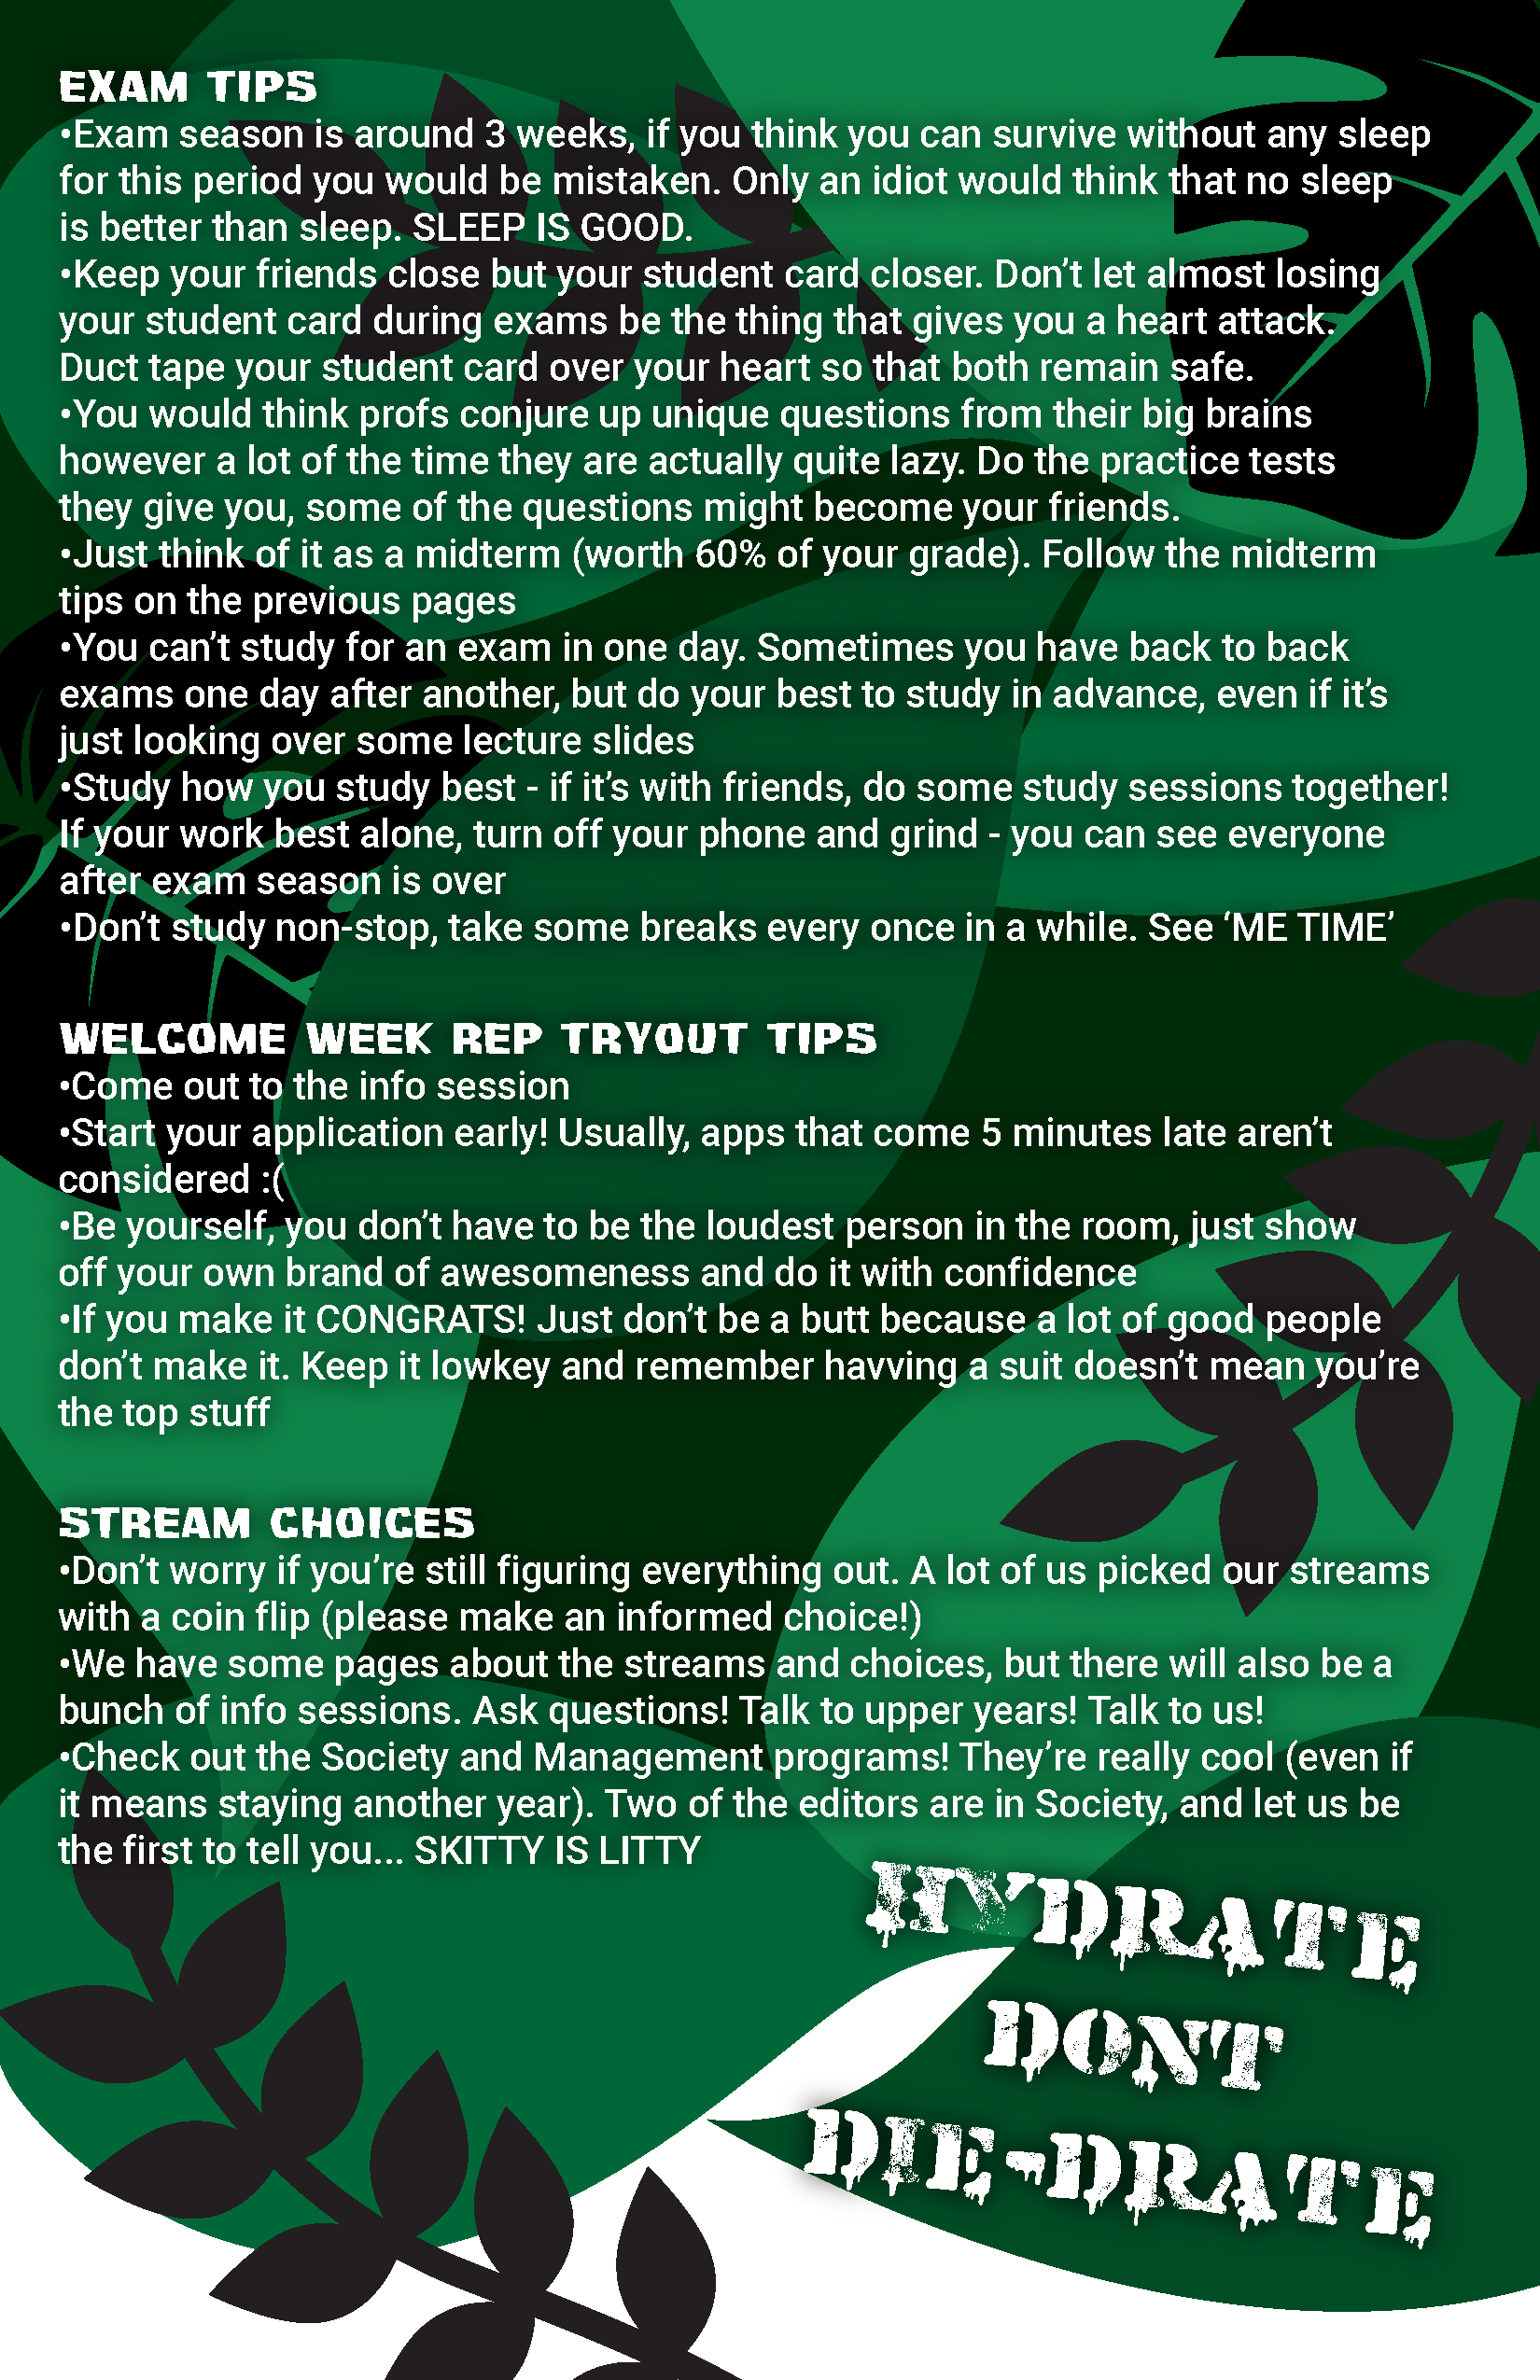 EXAM TIPS
•Exam season is around 3 weeks, if you think you can survive without any sleep
for this period you would be mistaken. Only an idiot would think that no sleep
is better than sleep. SLEEP IS GOOD.
•Keep your friends close but your student card closer. Don’t let almost losing
your student card during exams be the thing that gives you a heart attack.
Duct tape your student card over your heart so that both remain safe.
•You would think profs conjure up unique questions from their big brains
however a lot of the time they are actually quite lazy. Do the practice tests
they give you, some of the questions might become your friends.
•Just think of it as a midterm (worth 60% of your grade). Follow the midterm
tips on the previous pages
•You can’t study for an exam in one day. Sometimes you have back to back
exams one day after another, but do your best to study in advance, even if it’s
just looking over some lecture slides
•Study how you study best - if it’s with friends, do some study sessions together!
If your work best alone, turn off your phone and grind - you can see everyone
after exam season is over
•Don’t study non-stop, take some breaks every once in a while. See ‘ME TIME’
WELCOME WEEK REP TRYOUT TIPS
•Come out to the info session
•Start your application early! Usually, apps that come 5 minutes late aren’t
considered :(
•Be yourself, you don’t have to be the loudest person in the room, just show
off your own brand of awesomeness and do it with confidence
•If you make it CONGRATS! Just don’t be a butt because a lot of good people
don’t make it. Keep it lowkey and remember havving a suit doesn’t mean you’re
the top stuff
STREAM CHOICES
•Don’t worry if you’re still figuring everything out. A lot of us picked our streams
with a coin flip (please make an informed choice!)
•We have some pages about the streams and choices, but there will also be a
bunch of info sessions. Ask questions! Talk to upper years! Talk to us!
•Check out the Society and Management programs! They’re really cool (even if
it means staying another year). Two of the editors are in Society, and let us be
the first to tell you... SKITTY IS LITTY
HYDRATE
DONT
DIE-DRATE